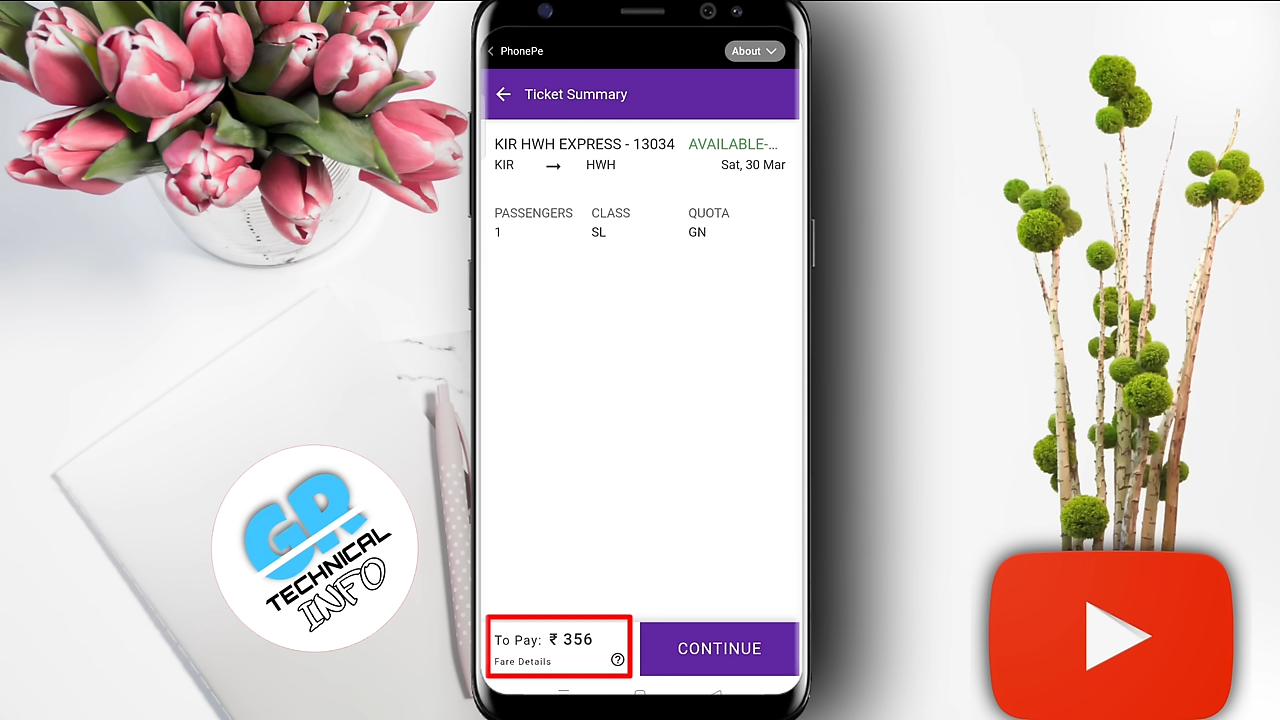 PhonePe
About
Ticket Summary
KIR HWH EXPRESS - 13034 AVAILABLE-...
KIR → HWH Sat, 30 Mar
PASSENGERS CLASS QUOTA
1 SL GN
To Pay: ₹ 356
Fare Details ?
CONTINUE
GR
TECHNICAL
INFO